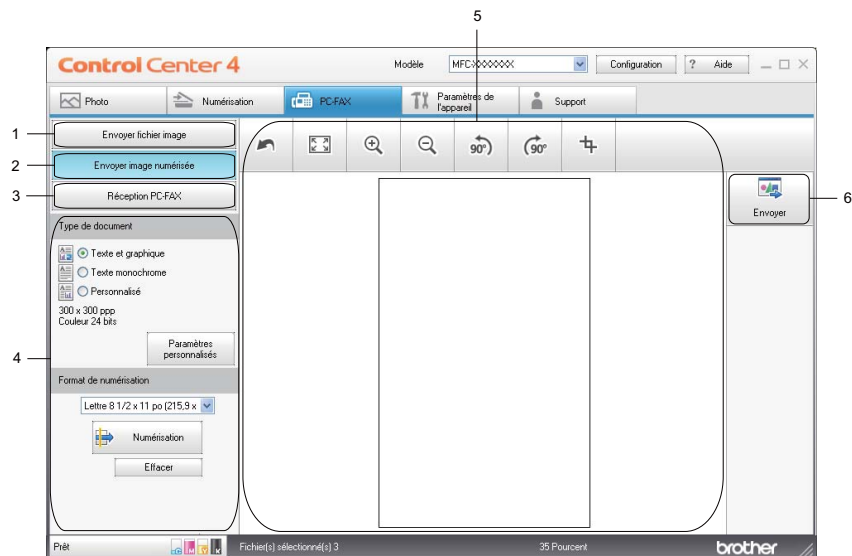 5
Control Center 4
Modèle MFC-XXXXXX Configuration ? Aide
Photo Numérisation PC-FAX Paramètres de l'appareil Support
1 Envoyer fichier image
2 Envoyer image numérisée
3 Réception PC-FAX
90° 90°
Envoyer 6
Type de document
Texte et graphique
Texte monochrome
Personnalisé
300 x 300 ppp
Couleur 24 bits
4 Paramètres personnalisés
Format de numérisation
Lettre 8 1/2 x 11 po (215,9 x
Numérisation
Effacer
Prêt C M Y K Fichier(s) sélectionné(s) 3 35 Pourcent brother